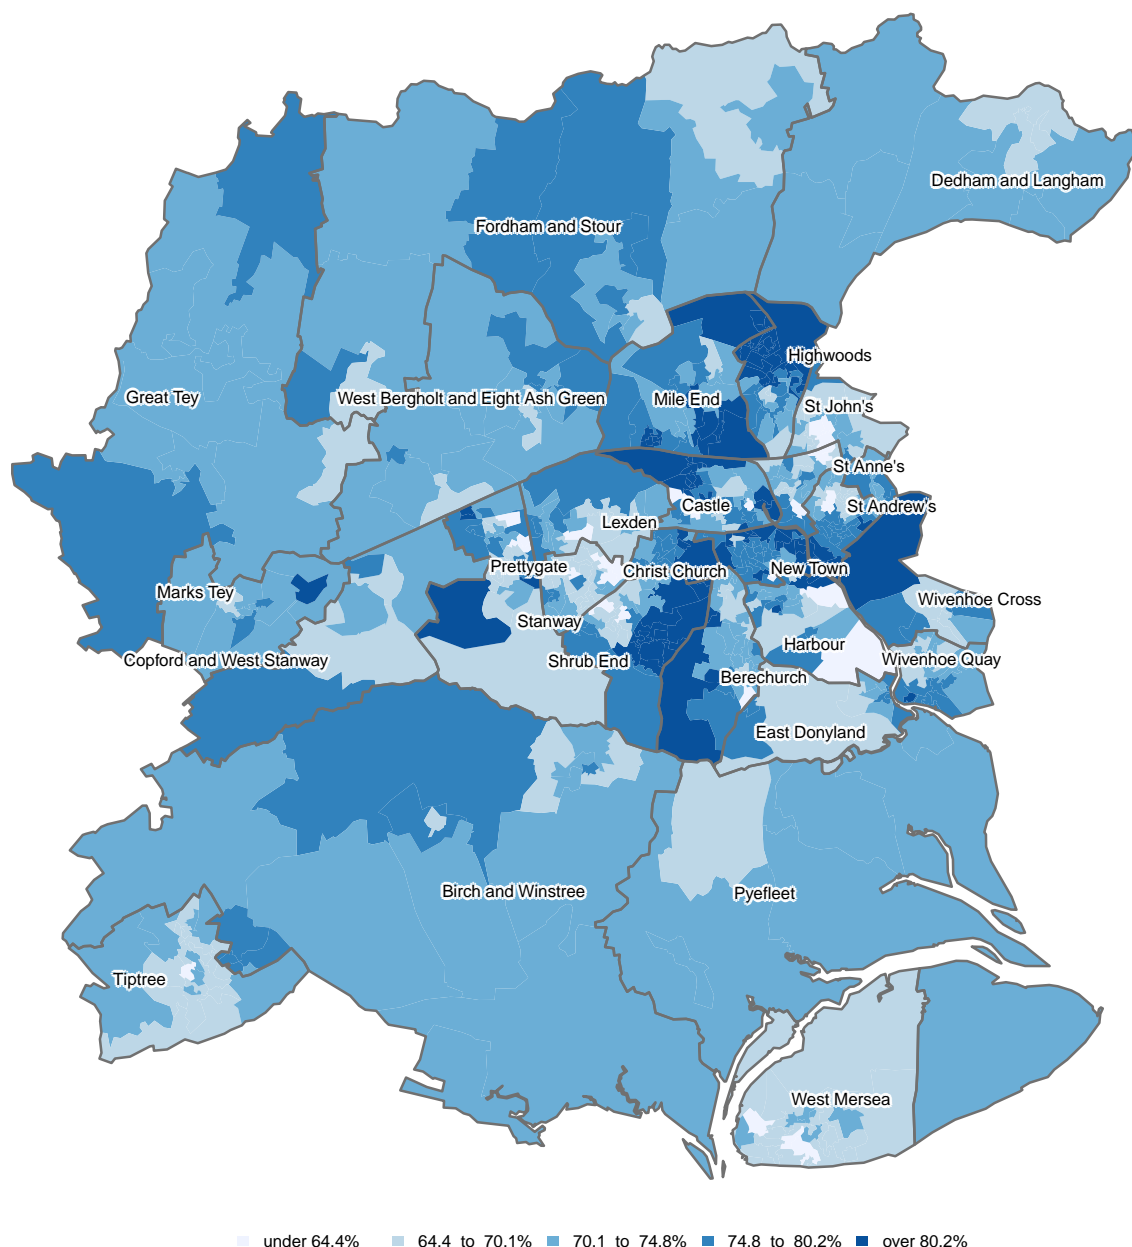 Dedham and Langham
Fordham and Stour
Highwoods
Great Tey
West Bergholt and Eight Ash Green
Mile End
St John's
St Anne's
Castle
St Andrew's
Lexden
Prettygate
Christ Church
New Town
Marks Tey
Wivenhoe Cross
Stanway
Harbour
Copford and West Stanway
Shrub End
Wivenhoe Quay
Berechurch
East Donyland
Birch and Winstree
Pyefleet
Tiptree
West Mersea
under 64.4% 64.4 to 70.1% 70.1 to 74.8% 74.8 to 80.2% over 80.2%